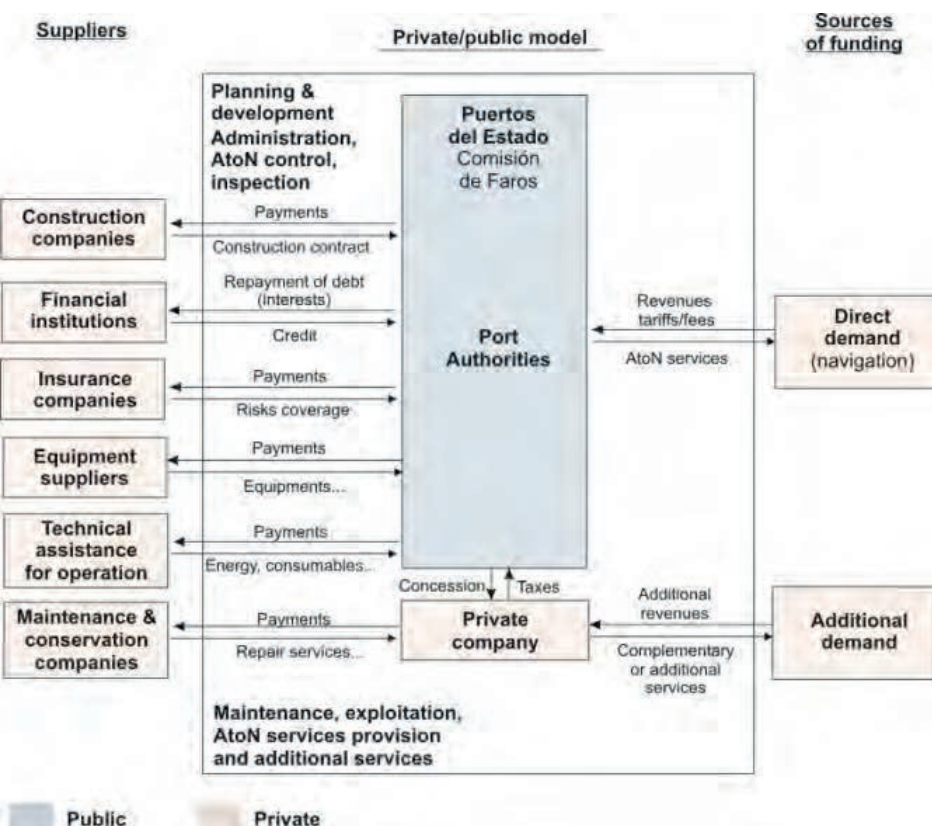 Suppliers
Private/public model
Sources
of funding
Planning &
development
Administration,
AtoN control,
inspection
Puertos
del Estado
Comisión
de Faros
Construction
companies
Payments
Construction contract
Financial
institutions
Repayment of debt
(interests)
Credit
Port
Authorities
Revenues
tariffs/fees
AtoN services
Direct
demand
(navigation)
Insurance
companies
Payments
Risks coverage
Equipment
suppliers
Payments
Equipments...
Technical
assistance
for operation
Payments
Energy, consumables...
Concession
Taxes
Maintenance &
conservation
companies
Payments
Repair services...
Private
company
Additional
revenues
Complementary
or additional
services
Additional
demand
Maintenance, exploitation,
AtoN services provision
and additional services
Public
Private